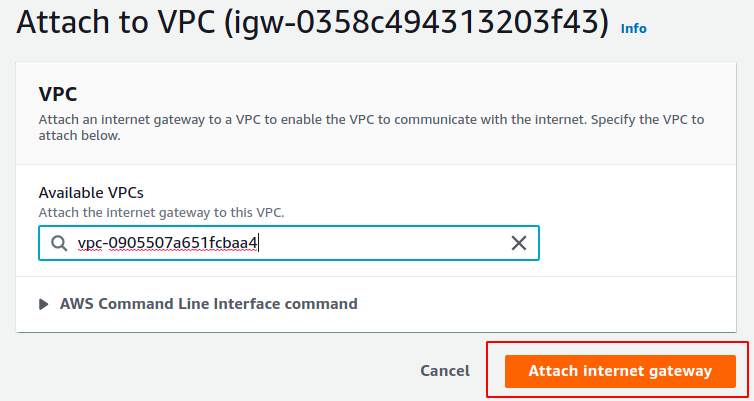 Attach to VPC (igw-0358c494313203f43) Info
VPC
Attach an internet gateway to a VPC to enable the VPC to communicate with the internet. Specify the VPC to
attach below.
Available VPCs
Attach the internet gateway to this VPC.
vpc-0905507a651fcbaa4
AWS Command Line Interface command
Cancel Attach internet gateway